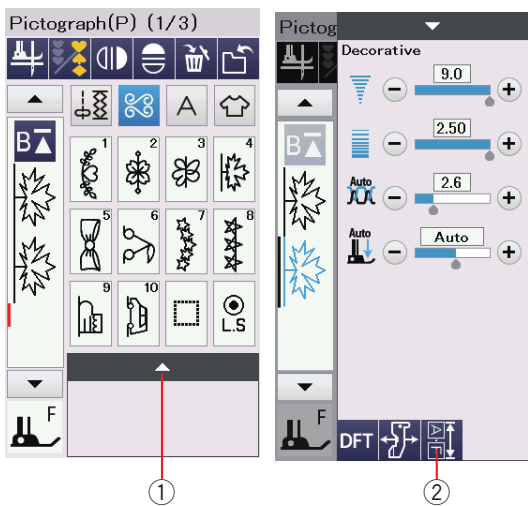 Pictograph(P) (1/3)
A
B
1
2
3
4
5
6
7
8
9
10
L.S
F
①
Pictog
Decorative
B
9.0
2.50
Auto
2.6
Auto
Auto
F
DFT
A
E
②